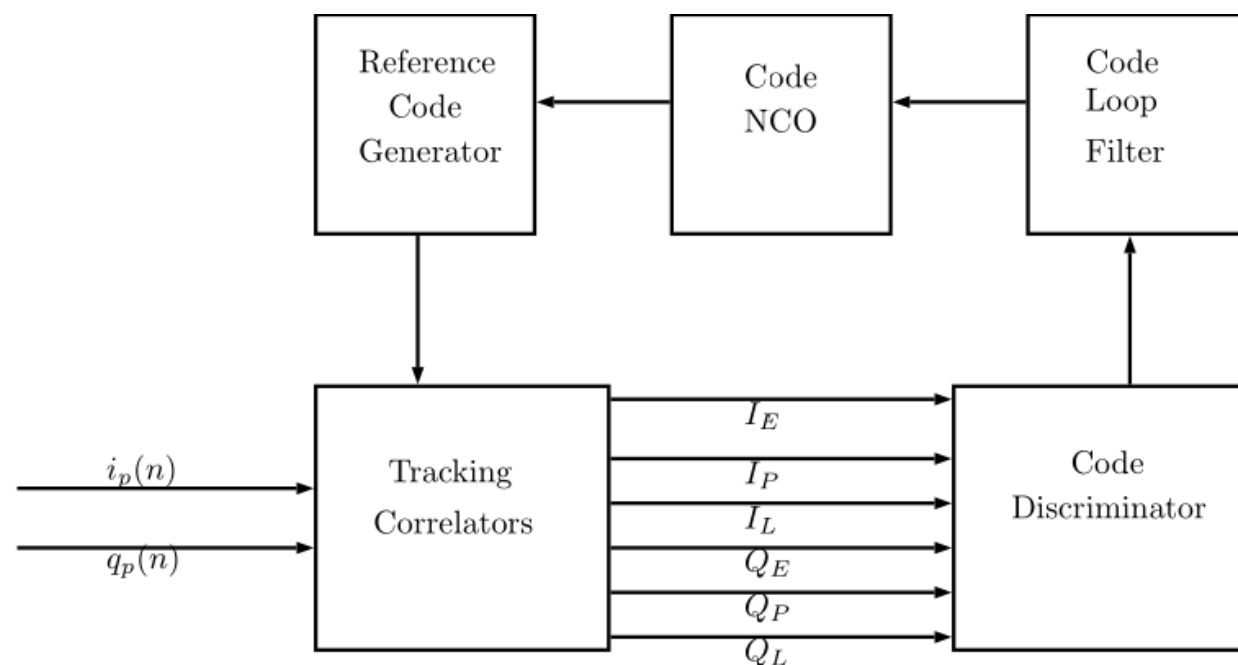 Reference
Code
Generator
Code
NCO
Code
Loop
Filter
i_p(n)
q_p(n)
Tracking
Correlators
I_E
I_P
I_L
Q_E
Q_P
Q_L
Code
Discriminator